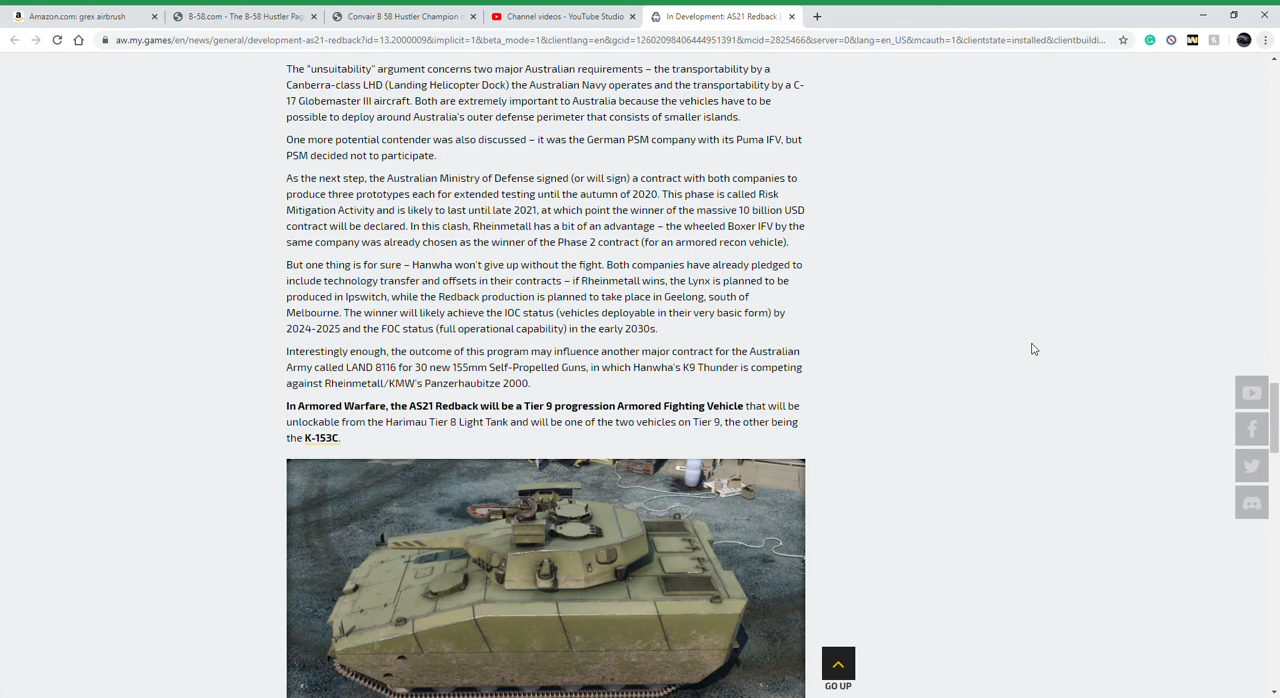 Amazon.com: grex airbrush
B-58.com - The B-58 Hustler Pag
Convair B 58 Hustler Champion o
Channel videos - YouTube Studio
In Development: AS21 Redback |
aw.my.games/en/news/general/development-as21-redback?id=13.2000009&implicit=1&beta_mode=1&clientlang=en&gcid=12602098406444951391&mcid=2825466&server=0&lang=en_US&mcauth=1&clientstate=installed&clientbuildi...
The “unsuitability” argument concerns two major Australian requirements – the transportability by a
Canberra-class LHD (Landing Helicopter Dock) the Australian Navy operates and the transportability by a C-
17 Globemaster III aircraft. Both are extremely important to Australia because the vehicles have to be
possible to deploy around Australia’s outer defense perimeter that consists of smaller islands.
One more potential contender was also discussed – it was the German PSM company with its Puma IFV, but
PSM decided not to participate.
As the next step, the Australian Ministry of Defense signed (or will sign) a contract with both companies to
produce three prototypes each for extended testing until the autumn of 2020. This phase is called Risk
Mitigation Activity and is likely to last until late 2021, at which point the winner of the massive 10 billion USD
contract will be declared. In this clash, Rheinmetall has a bit of an advantage – the wheeled Boxer IFV by the
same company was already chosen as the winner of the Phase 2 contract (for an armored recon vehicle).
But one thing is for sure – Hanwha won’t give up without the fight. Both companies have already pledged to
include technology transfer and offsets in their contracts – if Rheinmetall wins, the Lynx is planned to be
produced in Ipswitch, while the Redback production is planned to take place in Geelong, south of
Melbourne. The winner will likely achieve the IOC status (vehicles deployable in their very basic form) by
2024-2025 and the FOC status (full operational capability) in the early 2030s.
Interestingly enough, the outcome of this program may influence another major contract for the Australian
Army called LAND 8116 for 30 new 155mm Self-Propelled Guns, in which Hanwha’s K9 Thunder is competing
against Rheinmetall/KMW’s Panzerhaubitze 2000.
In Armored Warfare, the AS21 Redback will be a Tier 9 progression Armored Fighting Vehicle that will be
unlockable from the Harimau Tier 8 Light Tank and will be one of the two vehicles on Tier 9, the other being
the K-153C.
GO UP